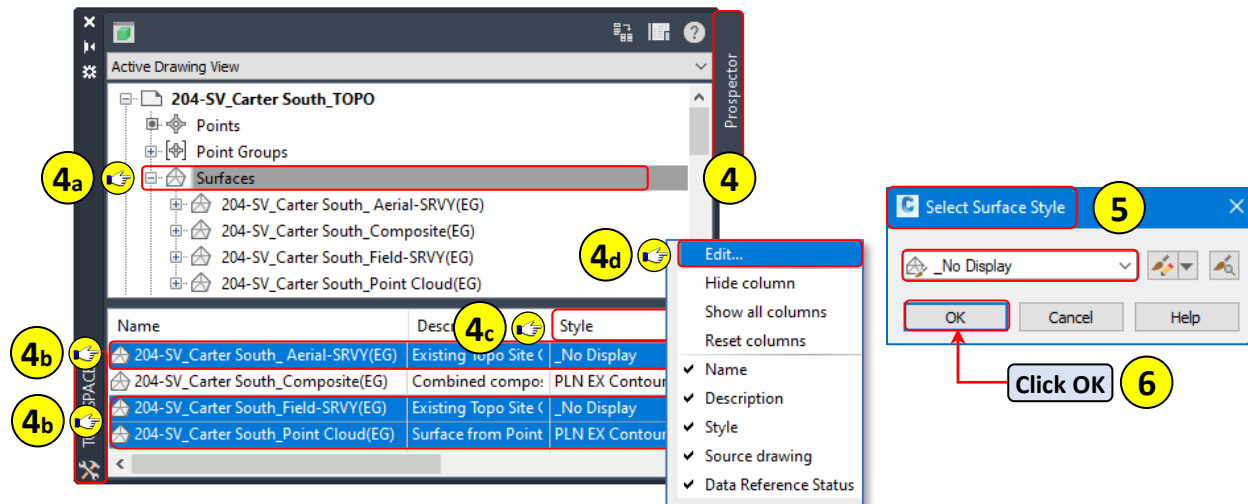 Active Drawing View
Prospector
204-SV_Carter South_TOPO
Points
Point Groups
4a
Surfaces
4
204-SV_Carter South_ Aerial-SRVY(EG)
204-SV_Carter South_Composite(EG)
204-SV_Carter South_Field-SRVY(EG)
204-SV_Carter South_Point Cloud(EG)
4d
Edit...
Hide column
Show all columns
Reset columns
Name
Description
Style
Source drawing
Data Reference Status
Name
4c
Style
4b
204-SV_Carter South_ Aerial-SRVY(EG) Existing Topo Site _No Display
204-SV_Carter South_Composite(EG) Combined compo PLN EX Contour
4b
204-SV_Carter South_Field-SRVY(EG) Existing Topo Site _No Display
204-SV_Carter South_Point Cloud(EG) Surface from Point PLN EX Contour
Select Surface Style
5
_No Display
OK Cancel Help
Click OK 6